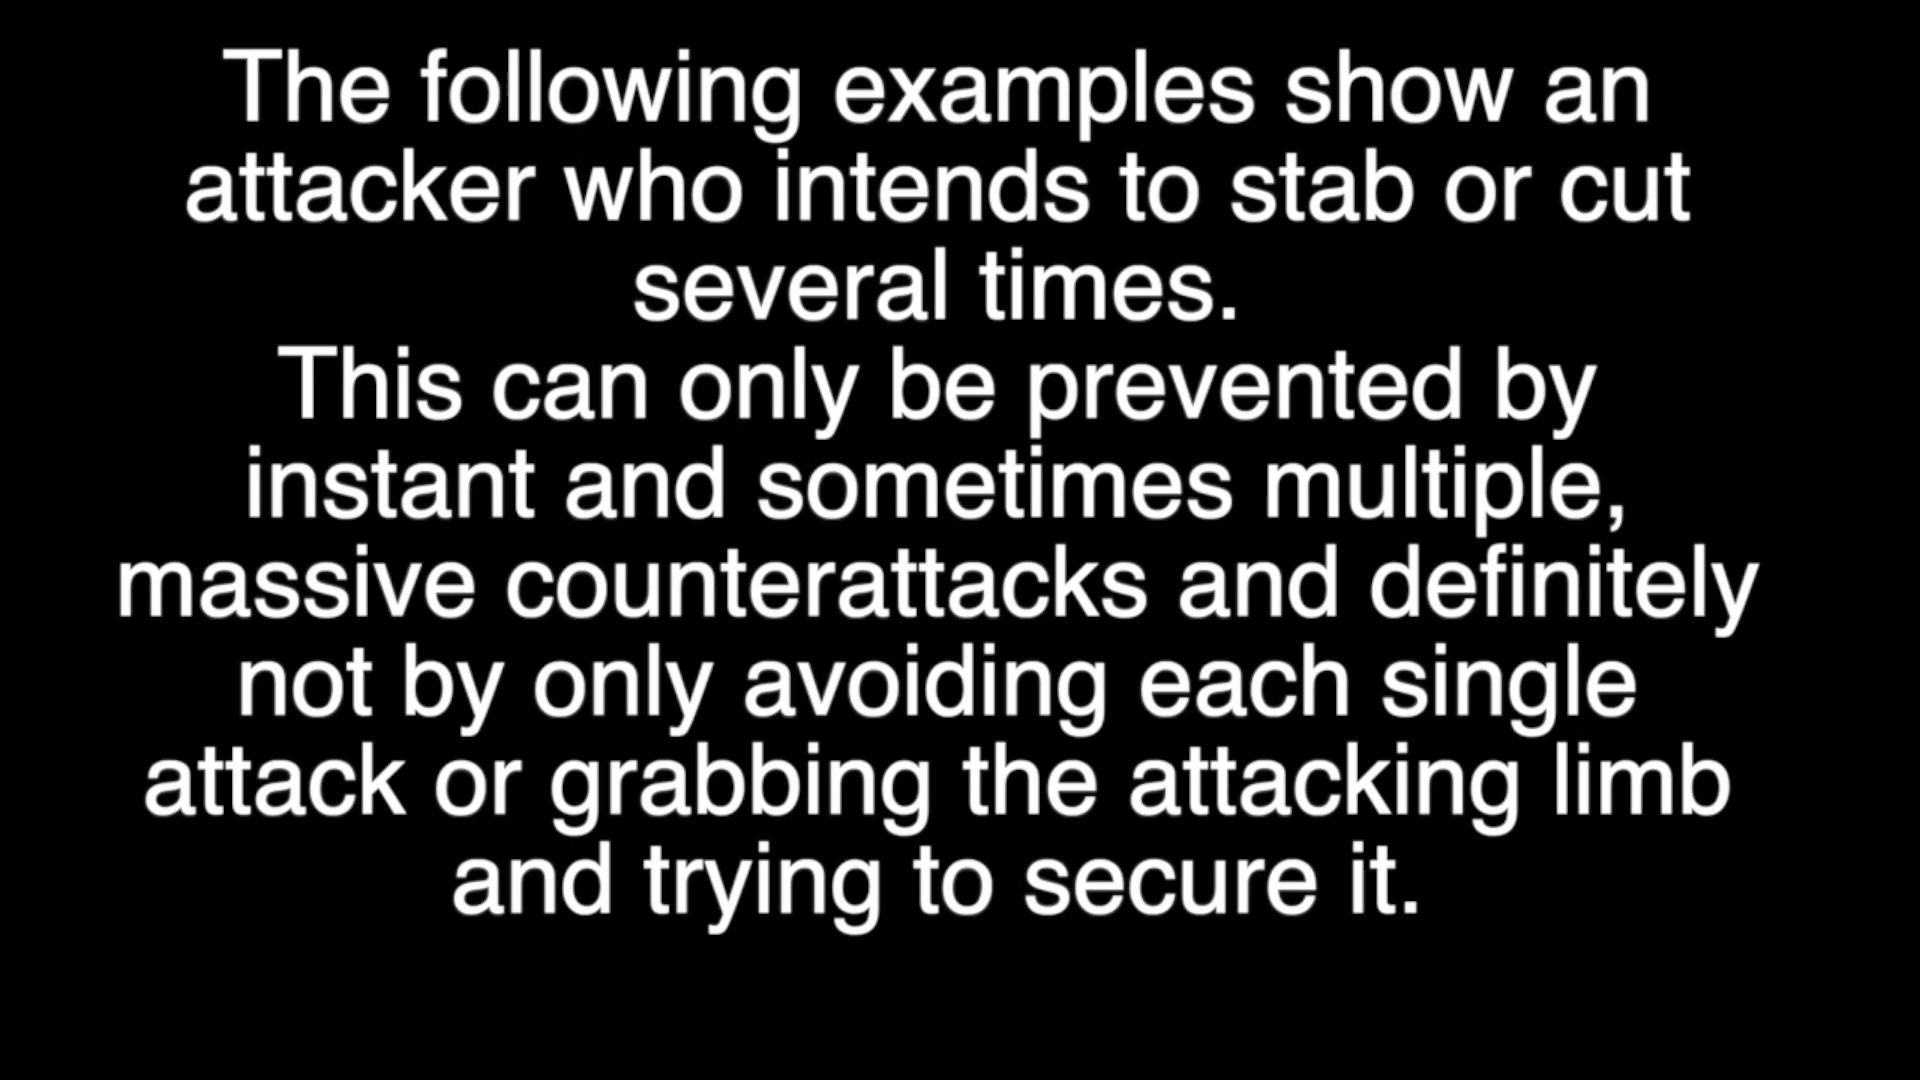 The following examples show an
attacker who intends to stab or cut
several times.
This can only be prevented by
instant and sometimes multiple,
massive counterattacks and definitely
not by only avoiding each single
attack or grabbing the attacking limb
and trying to secure it.